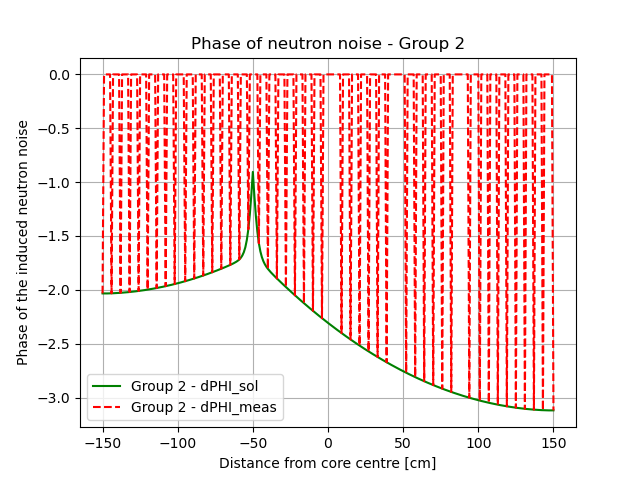 Phase of neutron noise - Group 2
Phase of the induced neutron noise
0.0
−0.5
−1.0
−1.5
−2.0
−2.5
−3.0
Group 2 - dPHI_sol
Group 2 - dPHI_meas
−150
−100
−50
0
50
100
150
Distance from core centre [cm]